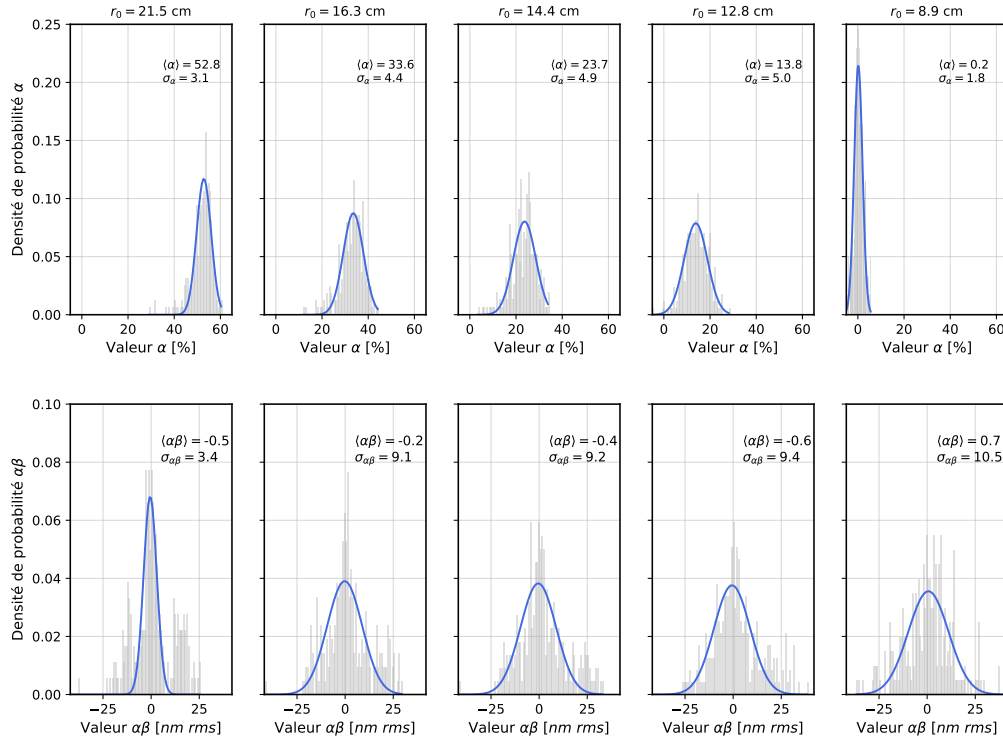 r₀ = 21.5 cm
r₀ = 16.3 cm
r₀ = 14.4 cm
r₀ = 12.8 cm
r₀ = 8.9 cm
Densité de probabilité α
0.25
0.20
0.15
0.10
0.05
0.00
⟨α⟩ = 52.8
σα = 3.1
⟨α⟩ = 33.6
σα = 4.4
⟨α⟩ = 23.7
σα = 4.9
⟨α⟩ = 13.8
σα = 5.0
⟨α⟩ = 0.2
σα = 1.8
0 20 40 60
0 20 40 60
0 20 40 60
0 20 40 60
0 20 40 60
Valeur α [%]
Valeur α [%]
Valeur α [%]
Valeur α [%]
Valeur α [%]
Densité de probabilité αβ
0.10
0.08
0.06
0.04
0.02
0.00
⟨αβ⟩ = -0.5
σαβ = 3.4
⟨αβ⟩ = -0.2
σαβ = 9.1
⟨αβ⟩ = -0.4
σαβ = 9.2
⟨αβ⟩ = -0.6
σαβ = 9.4
⟨αβ⟩ = 0.7
σαβ = 10.5
−25 0 25
−25 0 25
−25 0 25
−25 0 25
−25 0 25
Valeur αβ [nm rms]
Valeur αβ [nm rms]
Valeur αβ [nm rms]
Valeur αβ [nm rms]
Valeur αβ [nm rms]